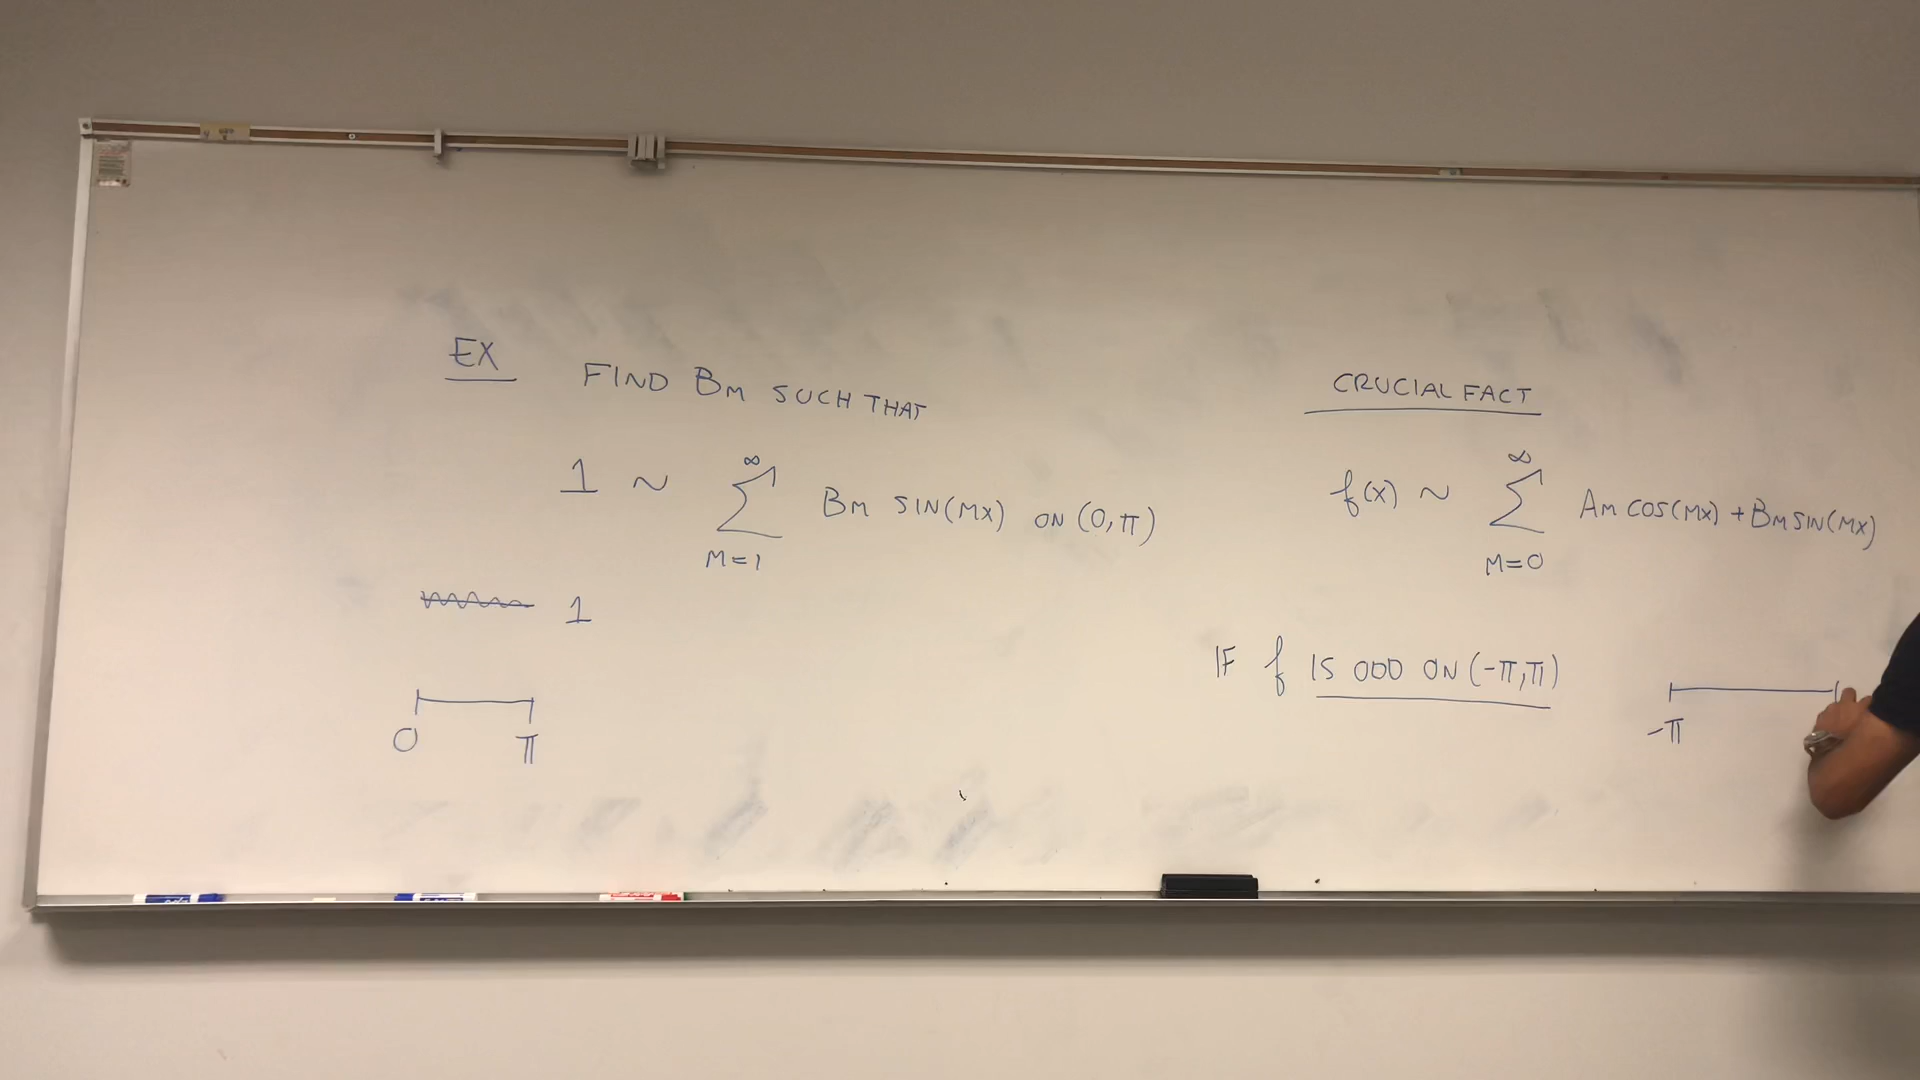 EX FIND Bm SUCH THAT
1 ~ ∞ Σ M=1 Bm SIN(MX) ON (0,π)
1
0 π
CRUCIAL FACT
f(x) ~ ∞ Σ M=0 Am COS(MX) + Bm SIN(MX)
IF f IS ODD ON (-π,π)
-π